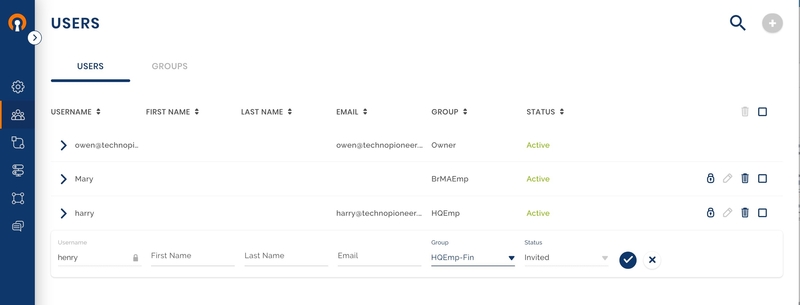 USERS
USERS GROUPS
USERNAME FIRST NAME LAST NAME EMAIL GROUP STATUS
owen@technopi... owen@technopioneer.... Owner Active
Mary BrMAEmp Active
harry harry@technopioneer.... HQEmp Active
Username Group Status
henry First Name Last Name Email HQEmp-Fin Invited